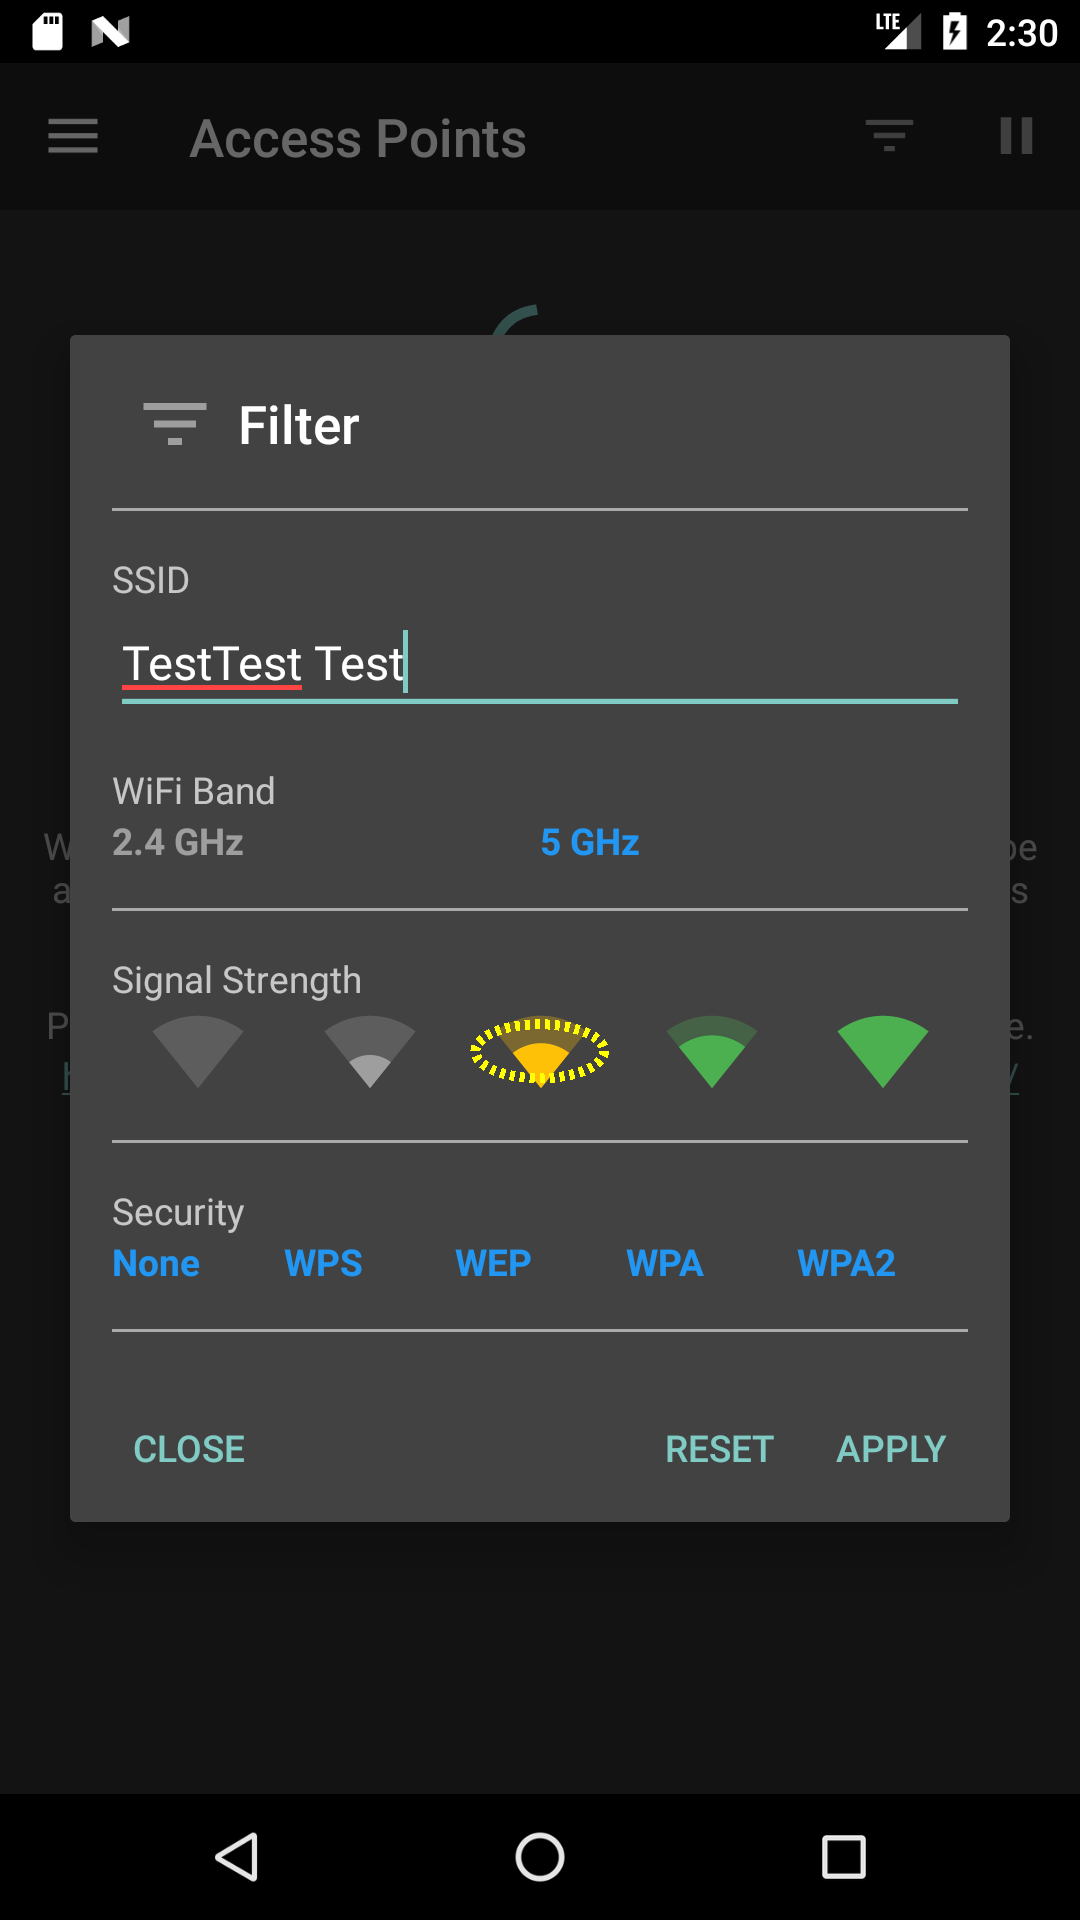 LTE 2:30
Access Points
Filter
SSID
TestTest Test
WiFi Band
2.4 GHz 5 GHz
Signal Strength
Security
None WPS WEP WPA WPA2
CLOSE RESET APPLY